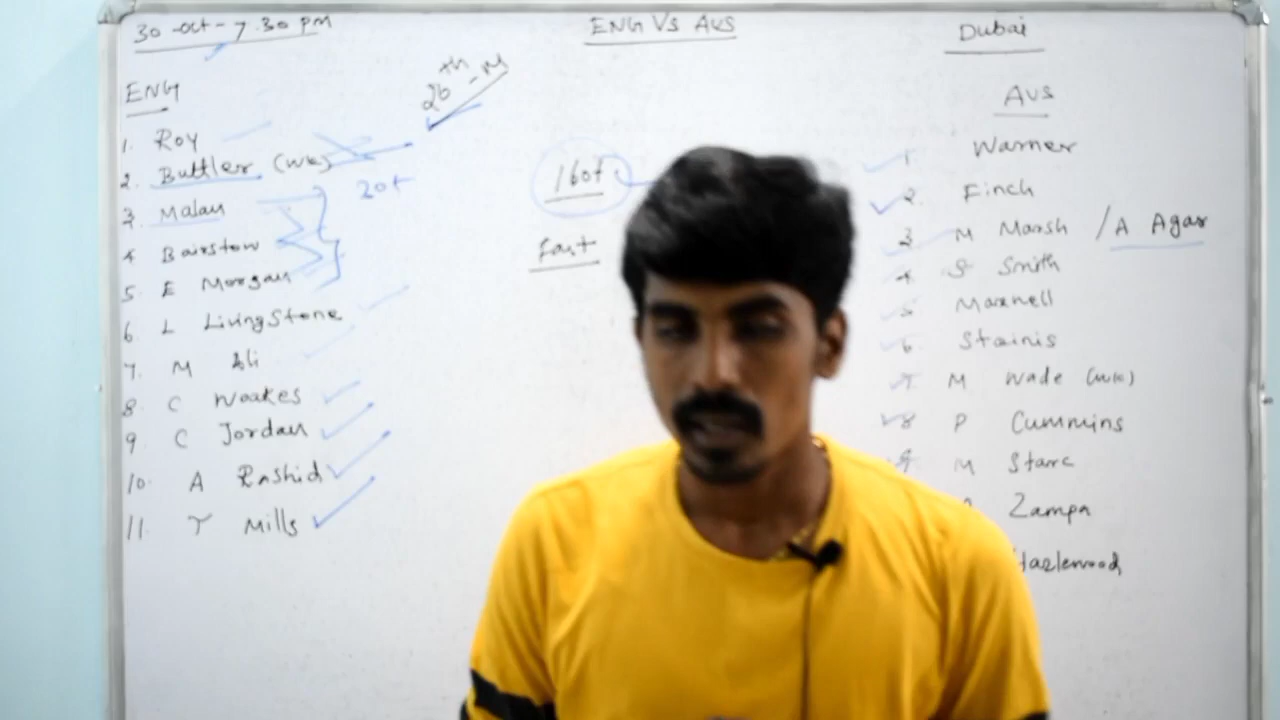 30 -oct - 7.30 pm
ENG Vs AUS
Dubai
ENG
1. Roy
2. Buttler (wk)
3. Malan
4 Bairstow
5. E Morgan
6. L Livingstone
7. M Ali
8. C Woakes
9. C Jordan
10. A Rashid
11. T Mills
20+
160+
Fast
AUS
1. Warner
2. Finch
3 M Marsh / A Agar
4. S Smith
5. Maxwell
6. Stoinis
7. M Wade (wk)
8 P Cummins
9. M Starc
Zampa
Hazlewood